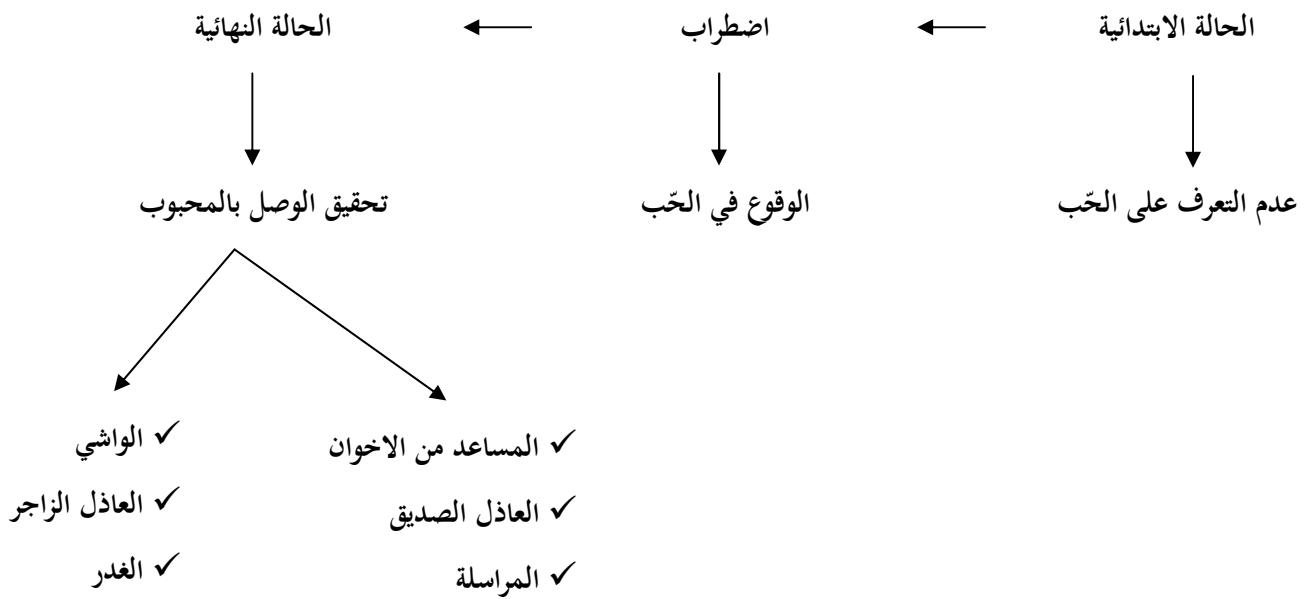 الحالة الابتدائية
اضطراب
الحالة النهائية
عدم التعرف على الحّب
الوقوع في الحّب
تحقيق الوصل بالمحبوب
✓ المساعد من الاخوان
✓ العاذل الصديق
✓ المراسلة
✓ الواشي
✓ العاذل الزاجر
✓ الغدر